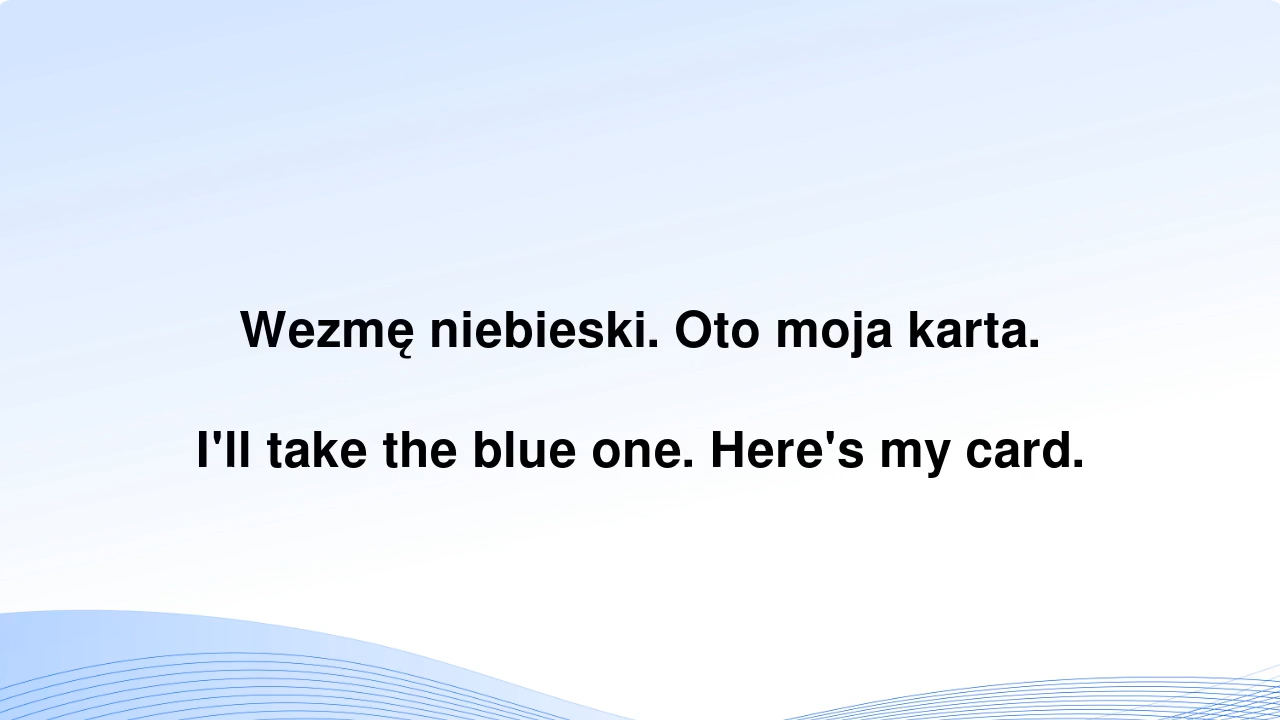 Wezmę niebieski. Oto moja karta.
I'll take the blue one. Here's my card.